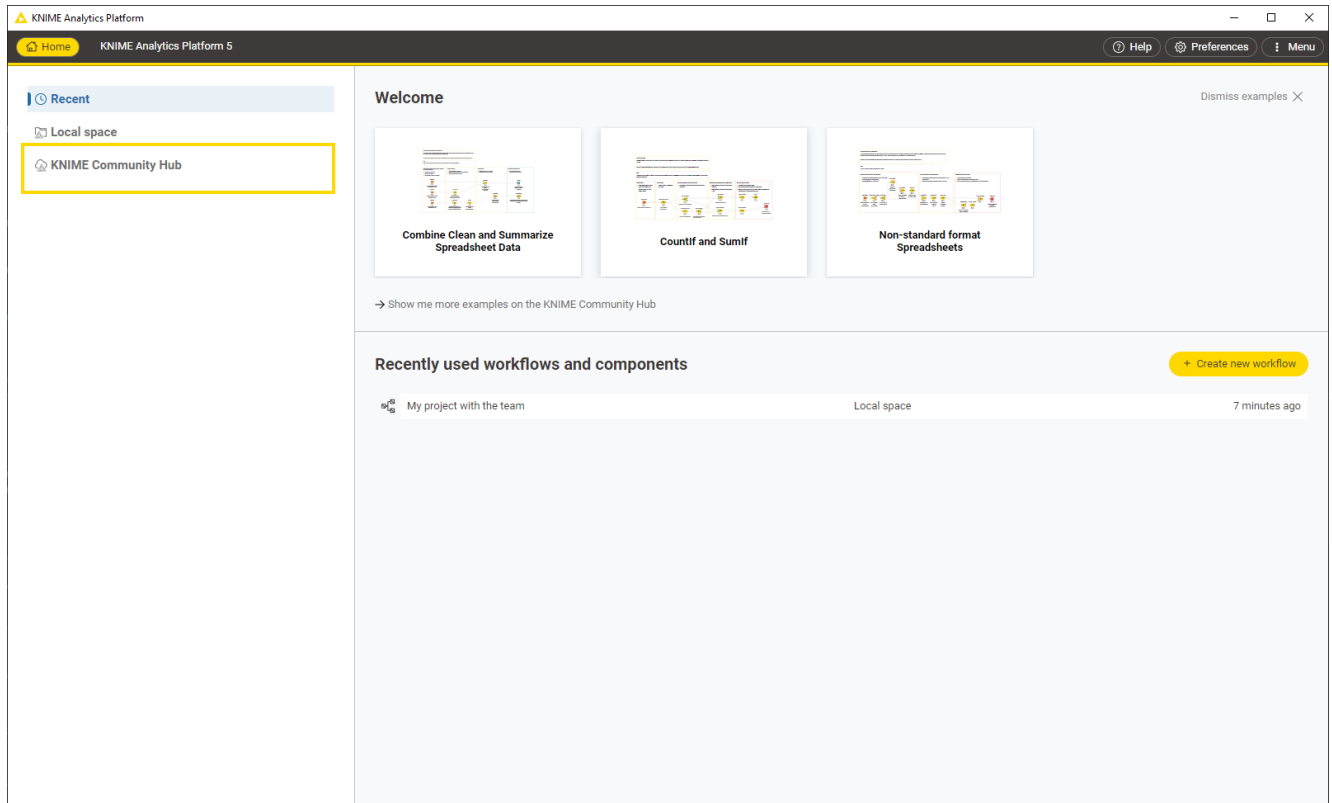 KNIME Analytics Platform
Home
KNIME Analytics Platform 5
Help
Preferences
Menu
Recent
Local space
KNIME Community Hub
Welcome
Dismiss examples
Combine Clean and Summarize
Spreadsheet Data
CountIf and SumIf
Non-standard format
Spreadsheets
Show me more examples on the KNIME Community Hub
Recently used workflows and components
+ Create new workflow
My project with the team
Local space
7 minutes ago